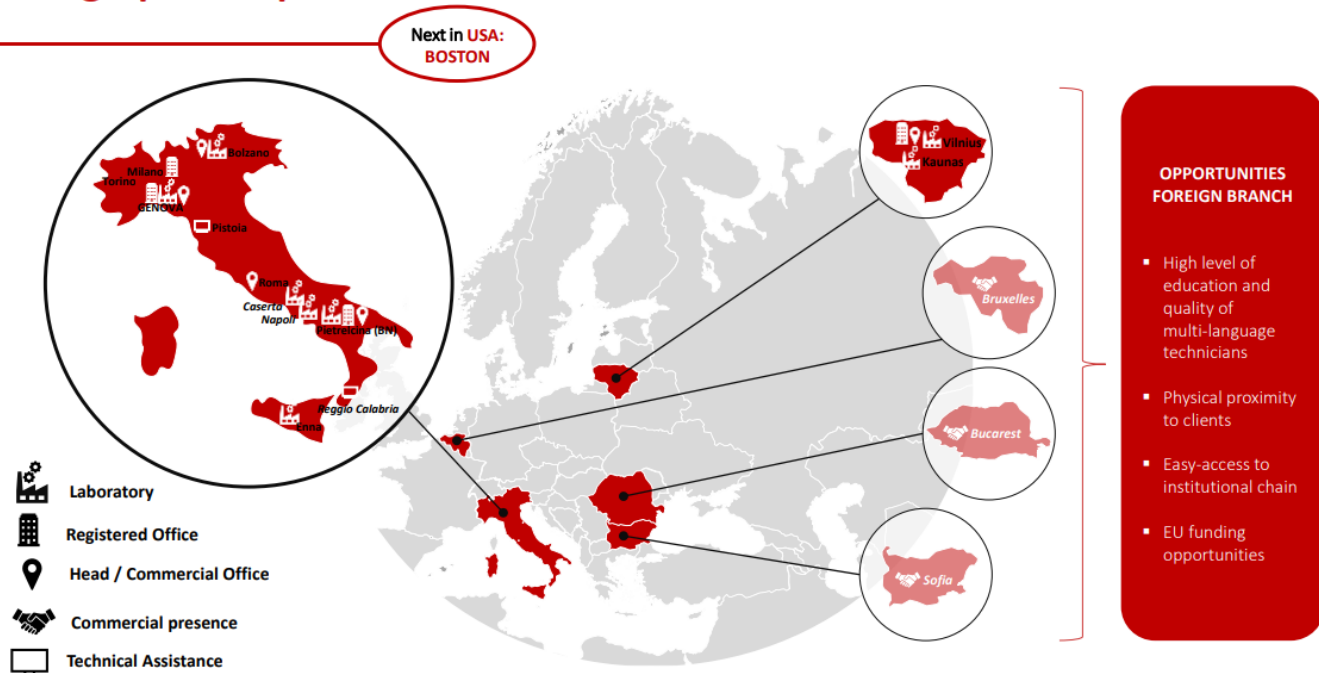 Next in USA:
BOSTON
Bolzano
Milano
Torino
GENOVA
Pistoia
Roma
Caserta
Napoli
Pietrelcina (BN)
Reggio Calabria
Enna
Vilnius
Kaunas
Bruxelles
Bucarest
Sofia
Laboratory
Registered Office
Head / Commercial Office
Commercial presence
Technical Assistance
OPPORTUNITIES
FOREIGN BRANCH
▪ High level of
education and
quality of
multi-language
technicians
▪ Physical proximity
to clients
▪ Easy-access to
institutional chain
▪ EU funding
opportunities